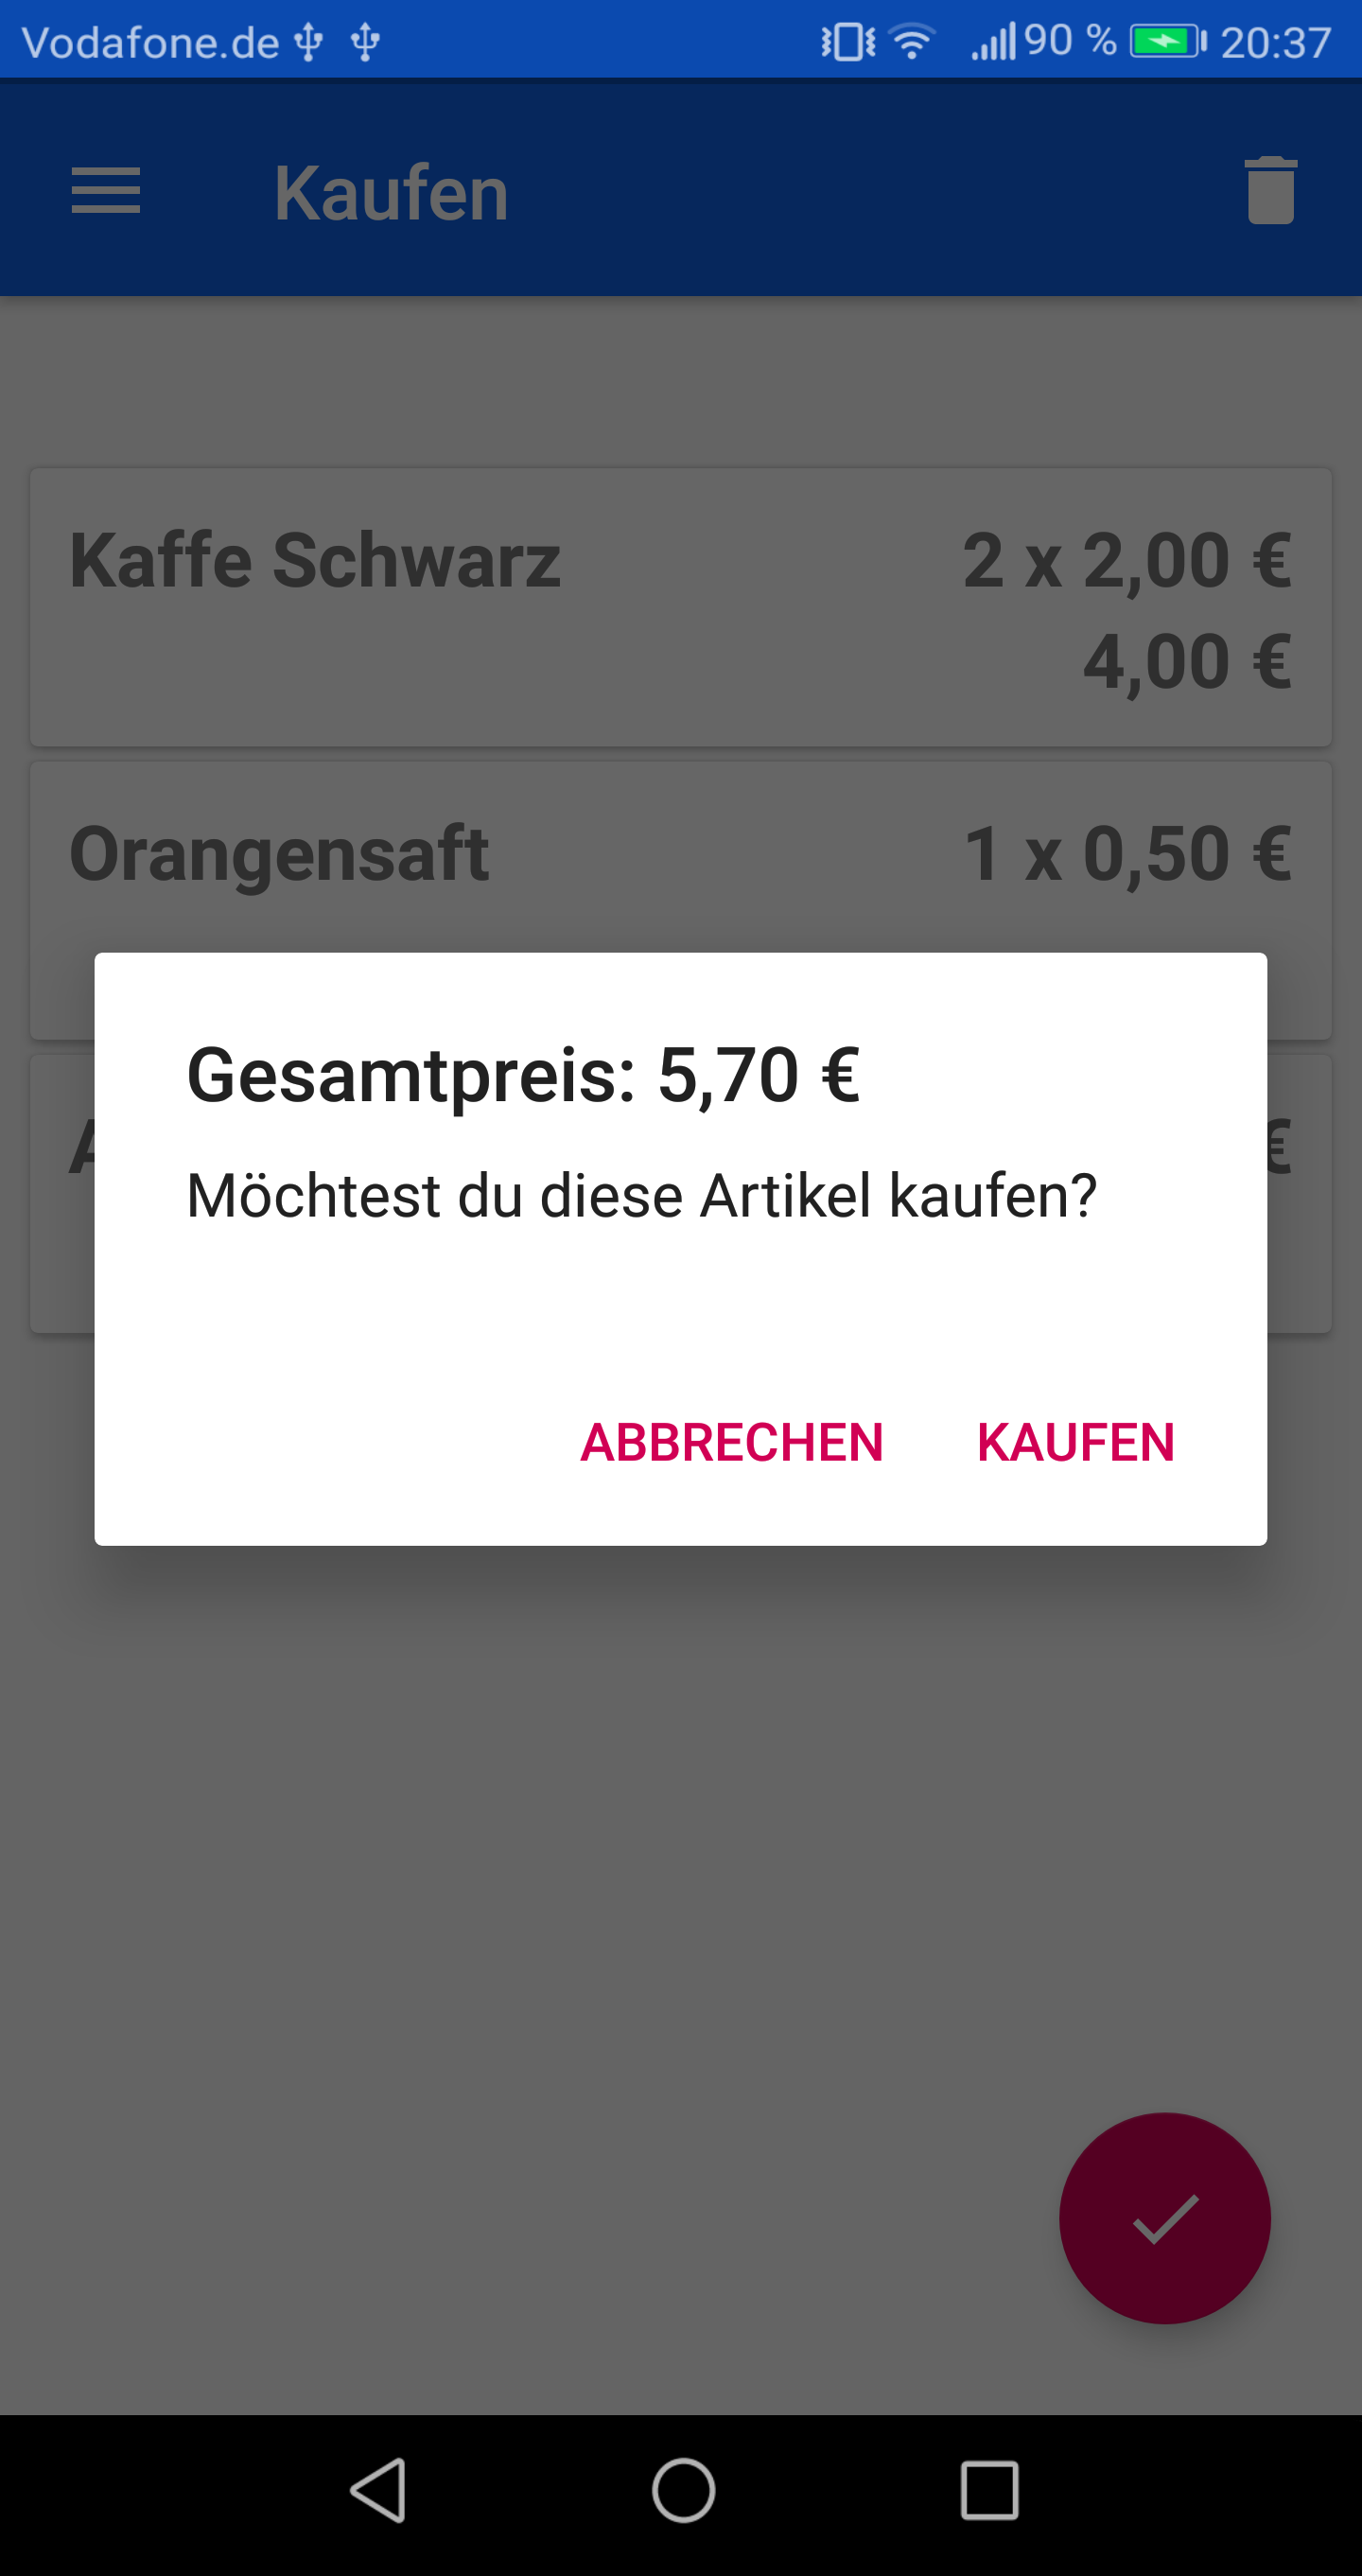 Vodafone.de 90 % 20:37
Kaufen
Kaffe Schwarz 2 x 2,00 €
4,00 €
Orangensaft 1 x 0,50 €
Gesamtpreis: 5,70 €
€
Möchtest du diese Artikel kaufen?
ABBRECHEN KAUFEN